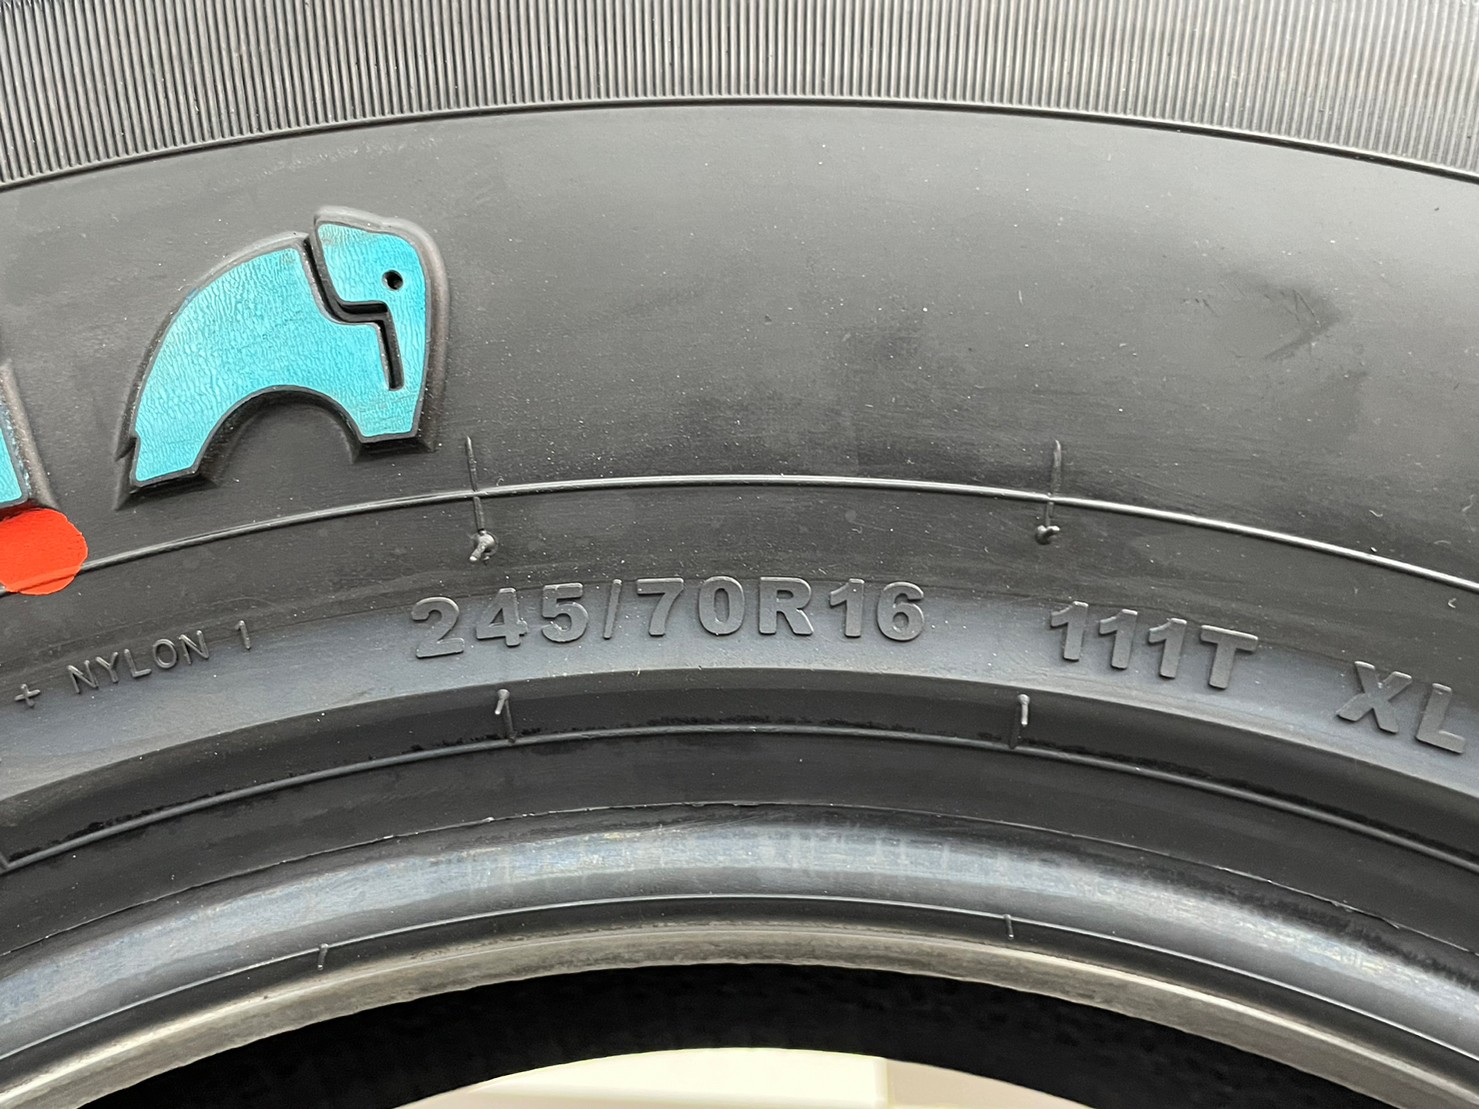 + NYLON 1 245/70R16 111T XL